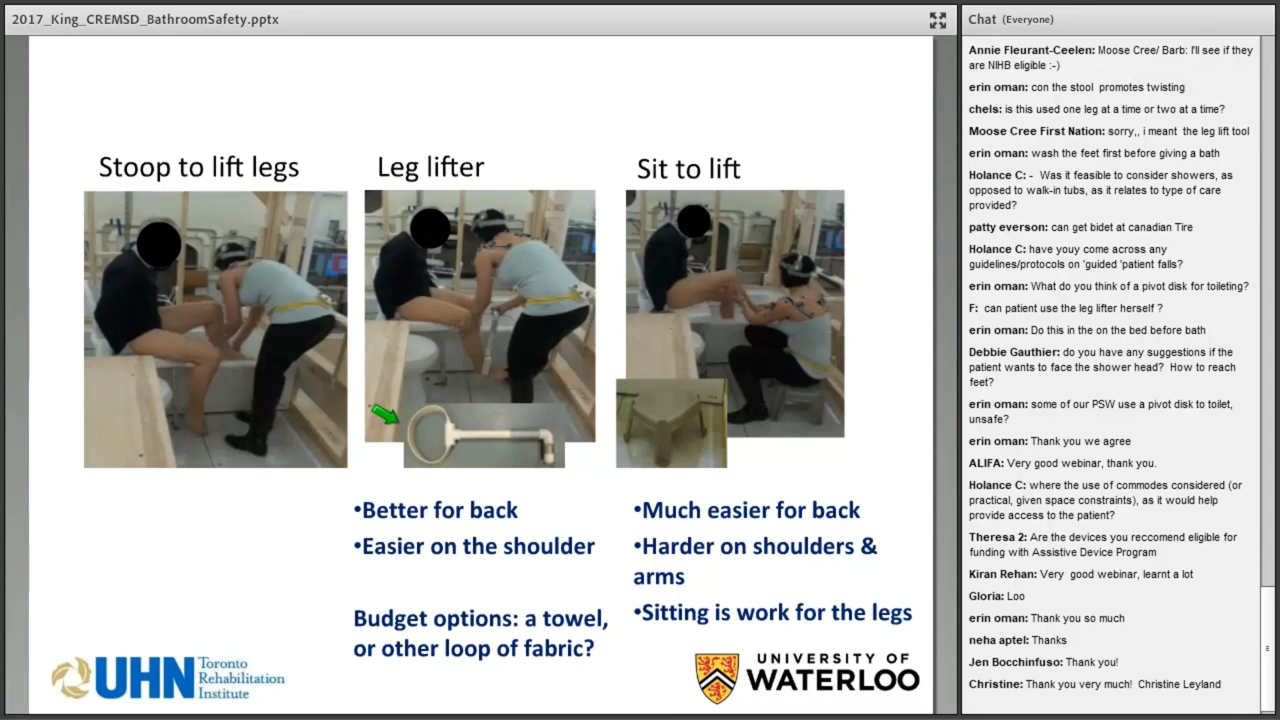 2017_King_CREMSD_BathroomSafety.pptx
Stoop to lift legs
Leg lifter
Sit to lift
•Better for back
•Easier on the shoulder
Budget options: a towel,
or other loop of fabric?
•Much easier for back
•Harder on shoulders &
arms
•Sitting is work for the legs
UHN
Toronto
Rehabilitation
Institute
UNIVERSITY OF
WATERLOO
Chat (Everyone)
Annie Fleurant-Ceelen: Moose Cree/ Barb: I'll see if they
are NIHB eligible :-)
erin oman: con the stool  promotes twisting
chels: is this used one leg at a time or two at a time?
Moose Cree First Nation: sorry,, i meant  the leg lift tool
erin oman: wash the feet first before giving a bath
Holance C: -  Was it feasible to consider showers, as
opposed to walk-in tubs, as it relates to type of care
provided?
patty everson: can get bidet at canadian Tire
Holance C: have youy come across any
guidelines/protocols on 'guided 'patient falls?
erin oman: What do you think of a pivot disk for toileting?
F:  can patient use the leg lifter herself ?
erin oman: Do this in the on the bed before bath
Debbie Gauthier: do you have any suggestions if the
patient wants to face the shower head?  How to reach
feet?
erin oman: some of our PSW use a pivot disk to toilet,
unsafe?
erin oman: Thank you we agree
ALIFA: Very good webinar, thank you.
Holance C: where the use of commodes considered (or
practical, given space constraints), as it would help
provide access to the patient?
Theresa 2: Are the devices you reccomend eligible for
funding with Assistive Device Program
Kiran Rehan: Very  good webinar, learnt a lot
Gloria: Loo
erin oman: Thank you so much
neha aptel: Thanks
Jen Bocchinfuso: Thank you!
Christine: Thank you very much!  Christine Leyland